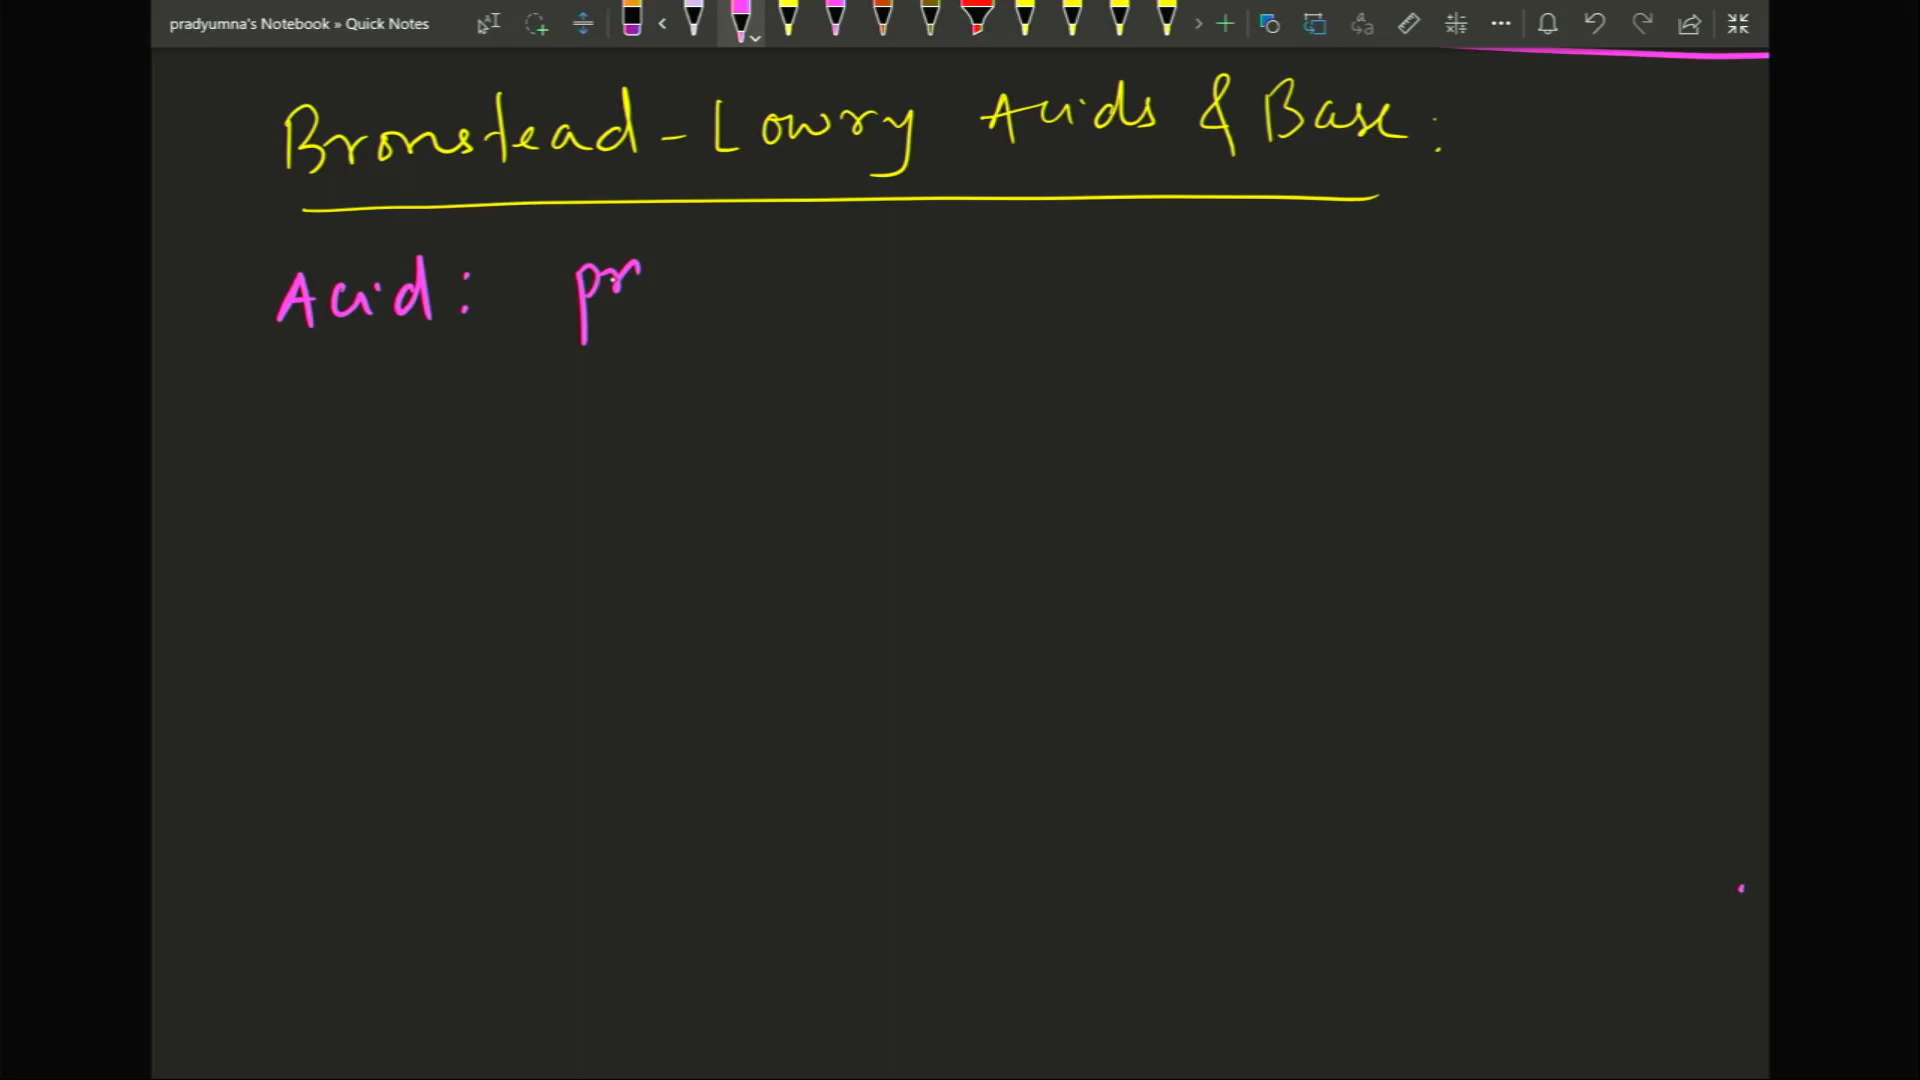 pradyumna's Notebook » Quick Notes
Bronstead - Lowry Acids & Base :
Acid : pr